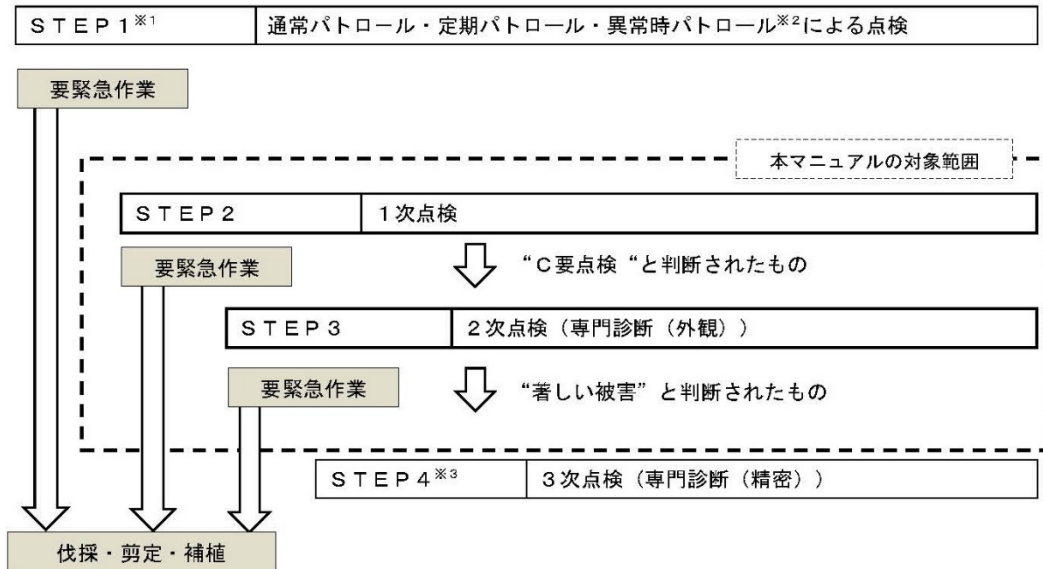 STEP1※1 通常パトロール・定期パトロール・異常時パトロール※2による点検
要緊急作業
本マニュアルの対象範囲
STEP2 1次点検
要緊急作業 “C要点検“と判断されたもの
STEP3 2次点検（専門診断（外観））
要緊急作業 “著しい被害”と判断されたもの
STEP4※3 3次点検（専門診断（精密））
伐採・剪定・補植